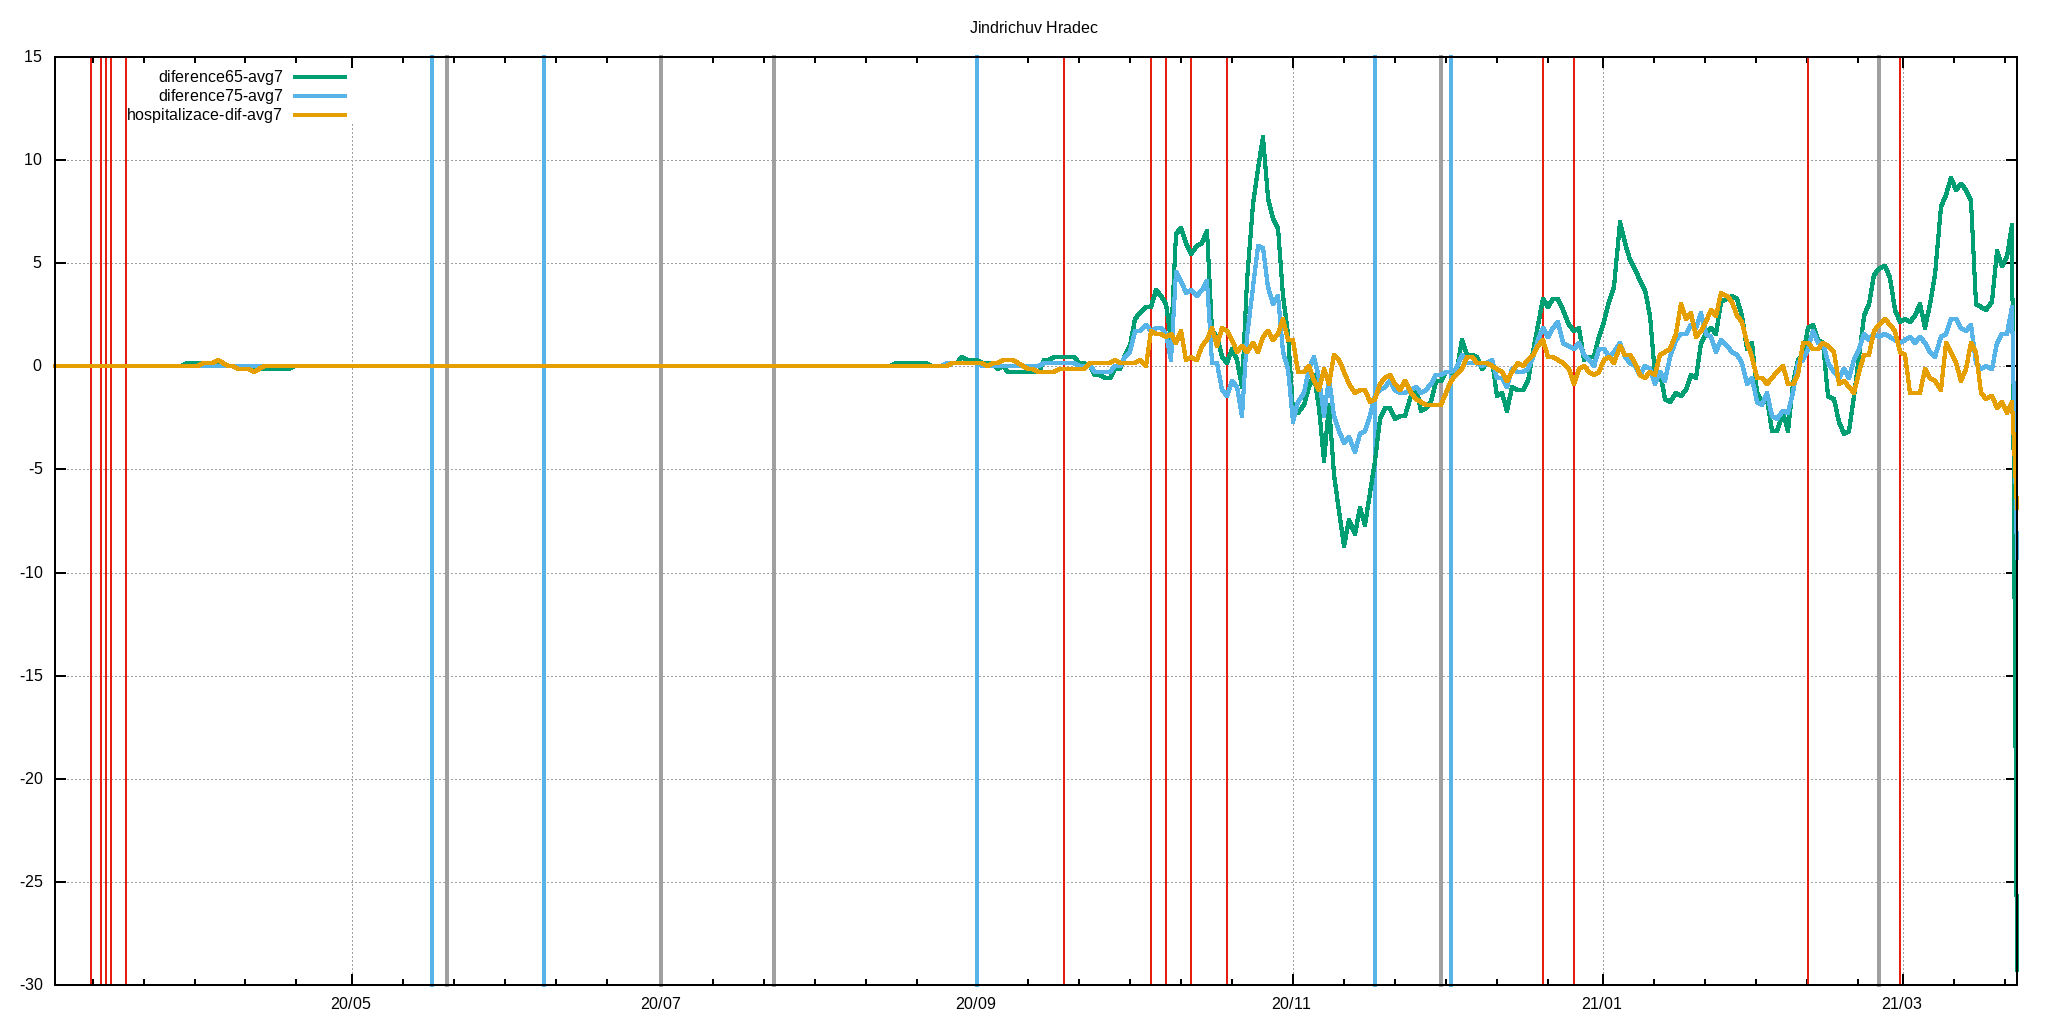 Jindrichuv Hradec
15
diference65-avg7
diference75-avg7
hospitalizace-dif-avg7
10
5
0
-5
-10
-15
-20
-25
-30
20/05 20/07 20/09 20/11 21/01 21/03